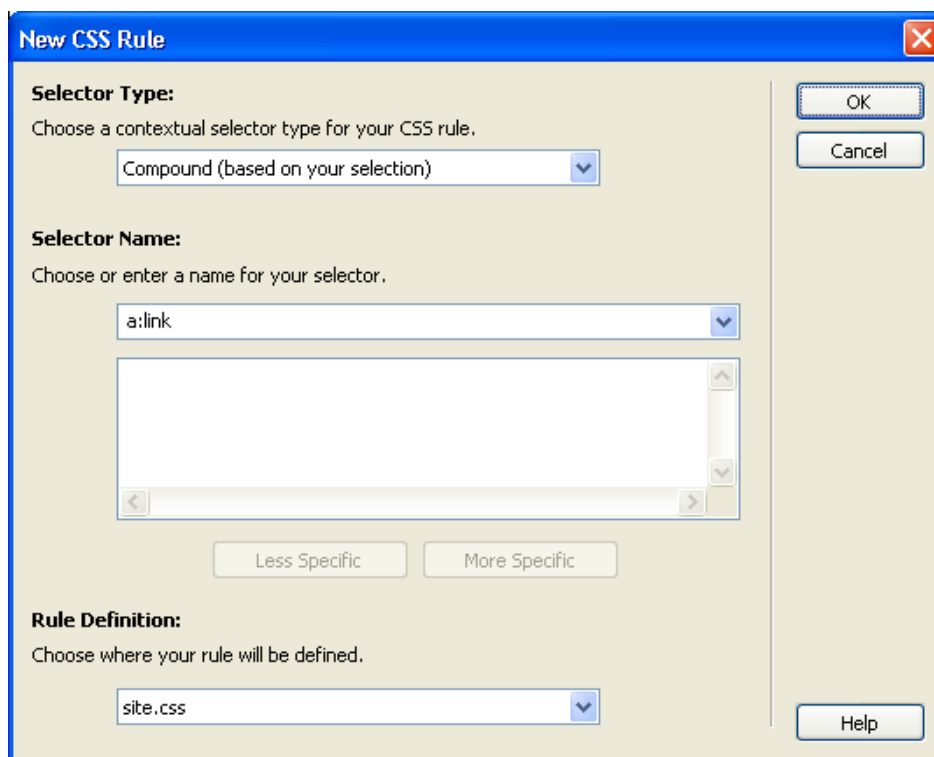 New CSS Rule
Selector Type:
Choose a contextual selector type for your CSS rule.
Compound (based on your selection)
OK
Cancel
Selector Name:
Choose or enter a name for your selector.
a:link
Less Specific
More Specific
Rule Definition:
Choose where your rule will be defined.
site.css
Help